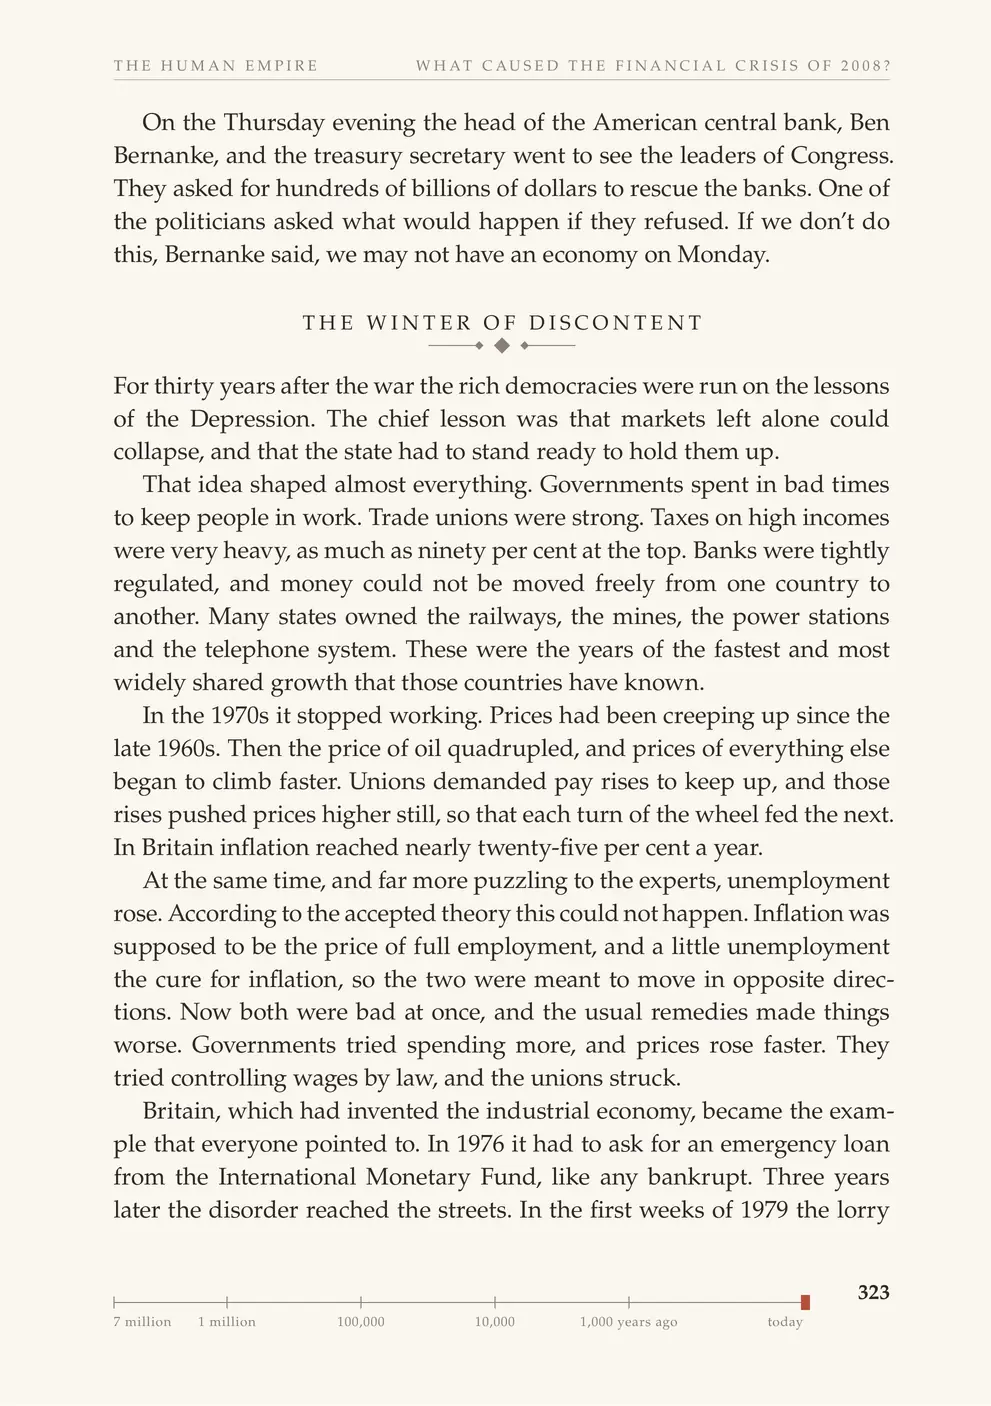 THE HUMAN EMPIRE WHAT CAUSED THE FINANCIAL CRISIS OF 2008?
On the Thursday evening the head of the American central bank, Ben
Bernanke, and the treasury secretary went to see the leaders of Congress.
They asked for hundreds of billions of dollars to rescue the banks. One of
the politicians asked what would happen if they refused. If we don’t do
this, Bernanke said, we may not have an economy on Monday.
THE WINTER OF DISCONTENT
For thirty years after the war the rich democracies were run on the lessons
of the Depression. The chief lesson was that markets left alone could
collapse, and that the state had to stand ready to hold them up.
That idea shaped almost everything. Governments spent in bad times
to keep people in work. Trade unions were strong. Taxes on high incomes
were very heavy, as much as ninety per cent at the top. Banks were tightly
regulated, and money could not be moved freely from one country to
another. Many states owned the railways, the mines, the power stations
and the telephone system. These were the years of the fastest and most
widely shared growth that those countries have known.
In the 1970s it stopped working. Prices had been creeping up since the
late 1960s. Then the price of oil quadrupled, and prices of everything else
began to climb faster. Unions demanded pay rises to keep up, and those
rises pushed prices higher still, so that each turn of the wheel fed the next.
In Britain inflation reached nearly twenty-five per cent a year.
At the same time, and far more puzzling to the experts, unemployment
rose. According to the accepted theory this could not happen. Inflation was
supposed to be the price of full employment, and a little unemployment
the cure for inflation, so the two were meant to move in opposite direc-
tions. Now both were bad at once, and the usual remedies made things
worse. Governments tried spending more, and prices rose faster. They
tried controlling wages by law, and the unions struck.
Britain, which had invented the industrial economy, became the exam-
ple that everyone pointed to. In 1976 it had to ask for an emergency loan
from the International Monetary Fund, like any bankrupt. Three years
later the disorder reached the streets. In the first weeks of 1979 the lorry
323
7 million 1 million 100,000 10,000 1,000 years ago today